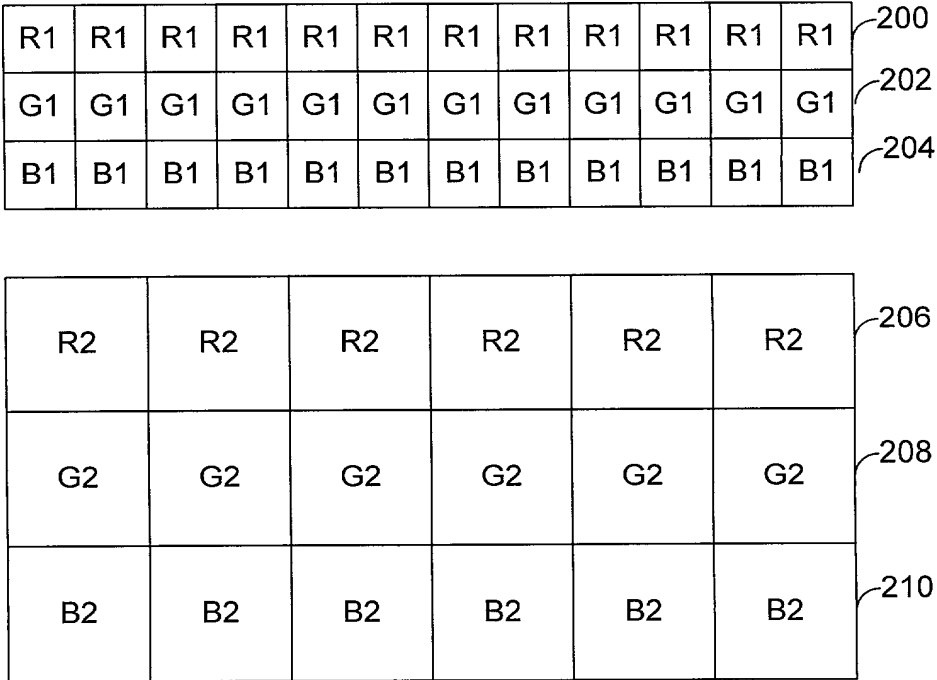 R1 R1 R1 R1 R1 R1 R1 R1 R1 R1 R1 R1 200
G1 G1 G1 G1 G1 G1 G1 G1 G1 G1 G1 G1 202
B1 B1 B1 B1 B1 B1 B1 B1 B1 B1 B1 B1 204
R2 R2 R2 R2 R2 R2 206
G2 G2 G2 G2 G2 G2 208
B2 B2 B2 B2 B2 B2 210